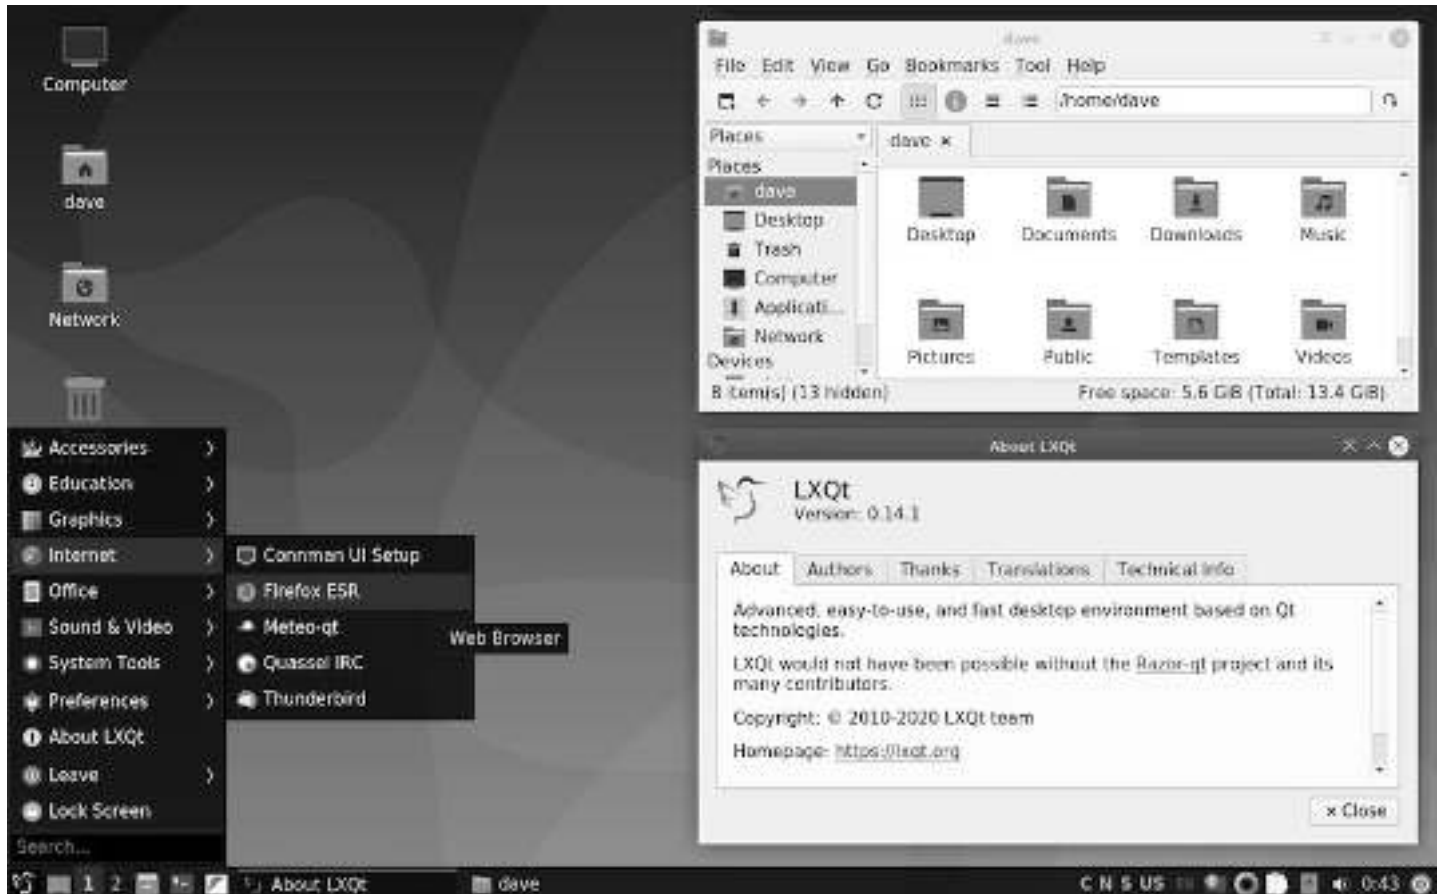 Computer
dave
Network
dave
File Edit View Go Bookmarks Tool Help
/home/dave
Places
dave
Places
dave
Desktop
Trash
Computer
Applicati...
Network
Devices
Desktop
Documents
Downloads
Music
Pictures
Public
Templates
Videos
8 item(s) (13 hidden)
Free space: 5.6 GiB (Total: 13.4 GiB)
Accessories
Education
Graphics
Internet
Office
Sound & Video
System Tools
Preferences
About LXQt
Leave
Lock Screen
Search...
Connman UI Setup
Firefox ESR
Meteo-qt
Quassel IRC
Thunderbird
Web Browser
About LXQt
LXQt
Version: 0.14.1
About Authors Thanks Translations Technical Info
Advanced, easy-to-use, and fast desktop environment based on Qt
technologies.
LXQt would not have been possible without the Razor-qt project and its
many contributors.
Copyright: © 2010-2020 LXQt team
Homepage: https://lxqt.org
× Close
1 2
About LXQt
dave
C N S US
0:43